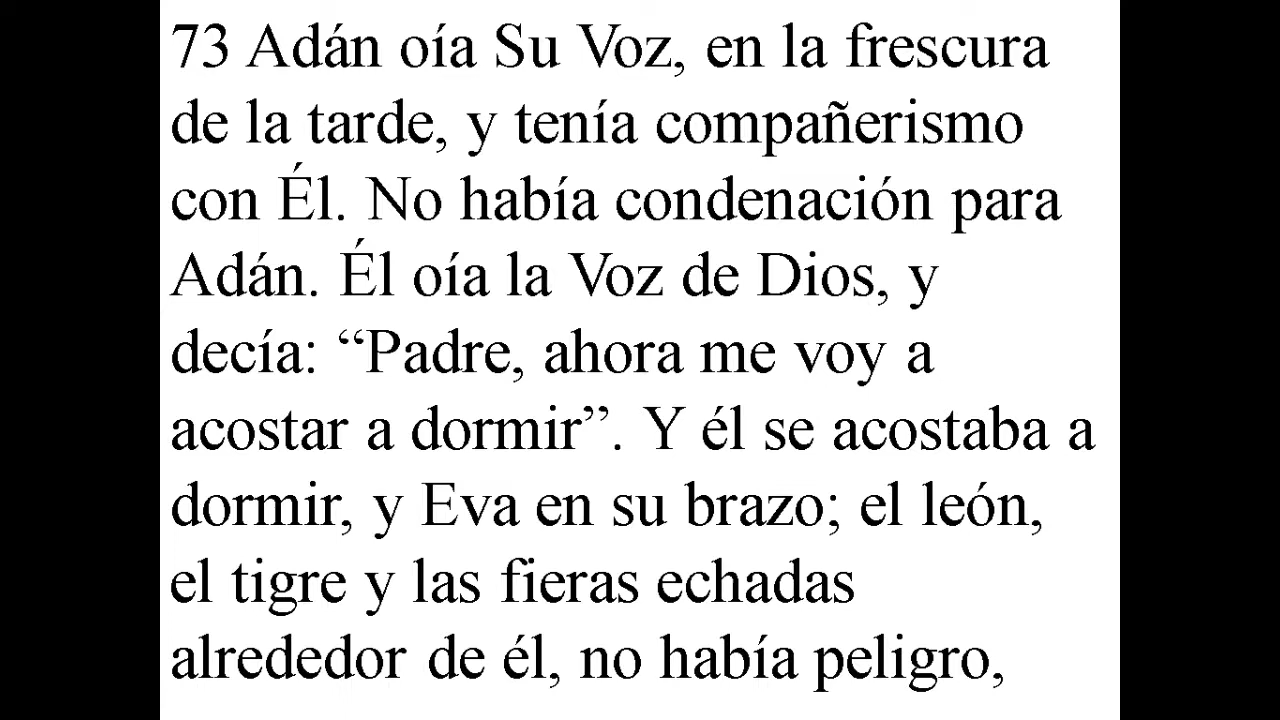 73 Adán oía Su Voz, en la frescura
de la tarde, y tenía compañerismo
con Él. No había condenación para
Adán. Él oía la Voz de Dios, y
decía: “Padre, ahora me voy a
acostar a dormir”. Y él se acostaba a
dormir, y Eva en su brazo; el león,
el tigre y las fieras echadas
alrededor de él, no había peligro,